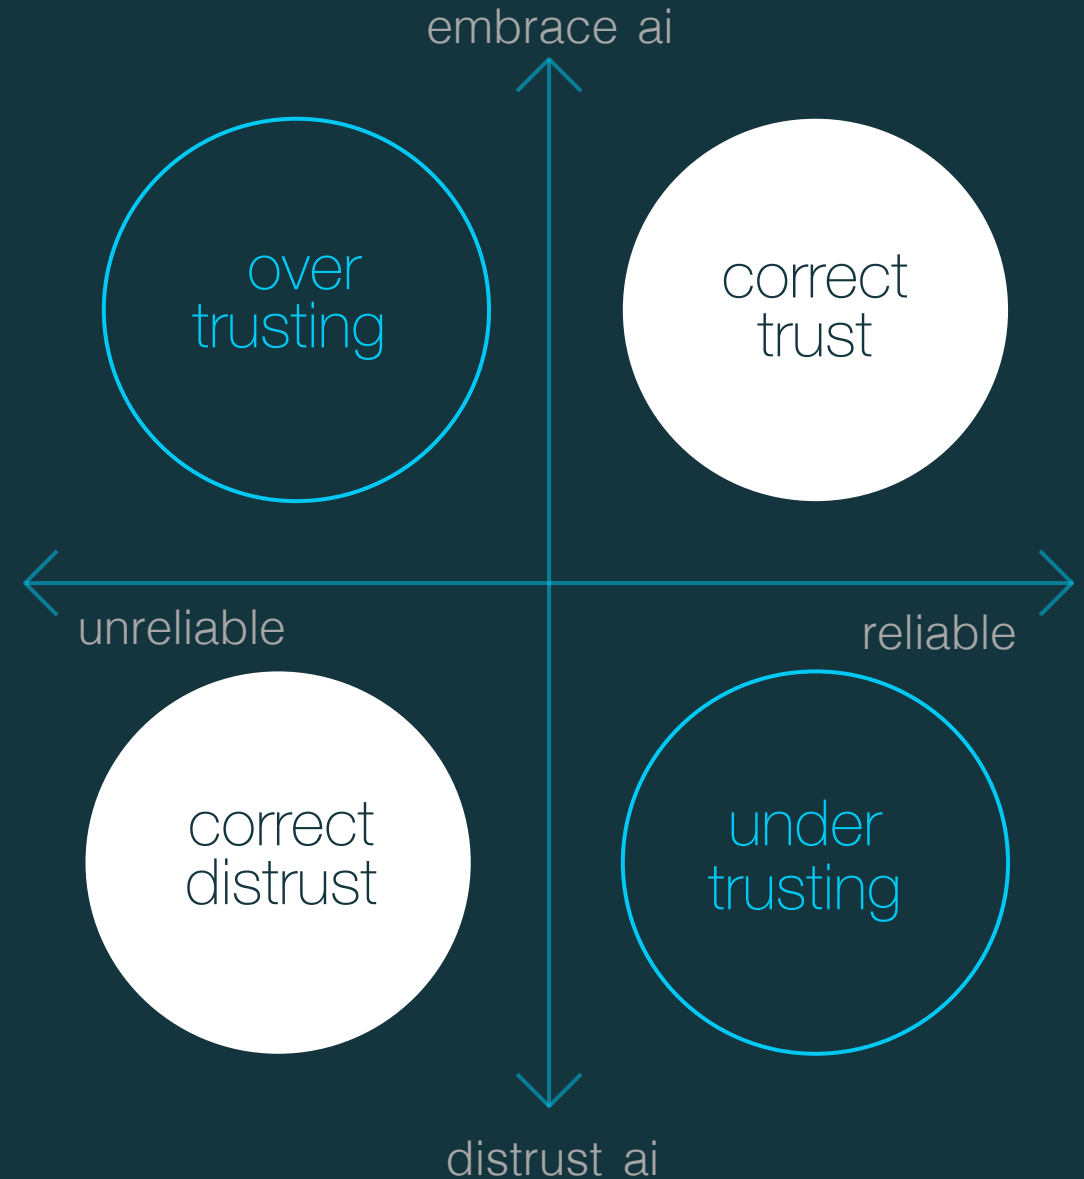 embrace ai
over
trusting
correct
trust
unreliable
reliable
correct
distrust
under
trusting
distrust ai